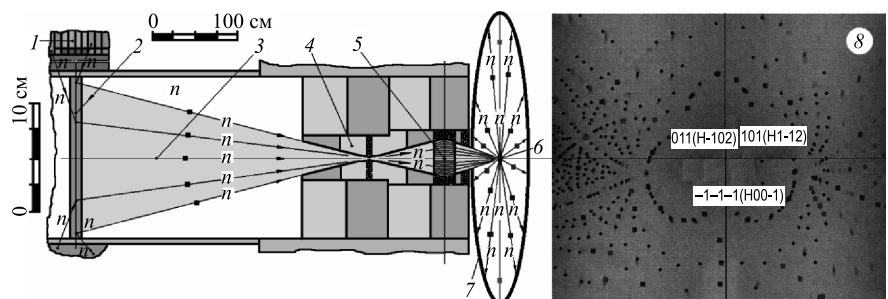 0 100 см
1 2 3 4 5 6 7 8
10 см
0
n n n n n n n n n n n n n n n n n n n n n n n n
011(H-102) 101(H1-12)
–1–1–1(H00-1)